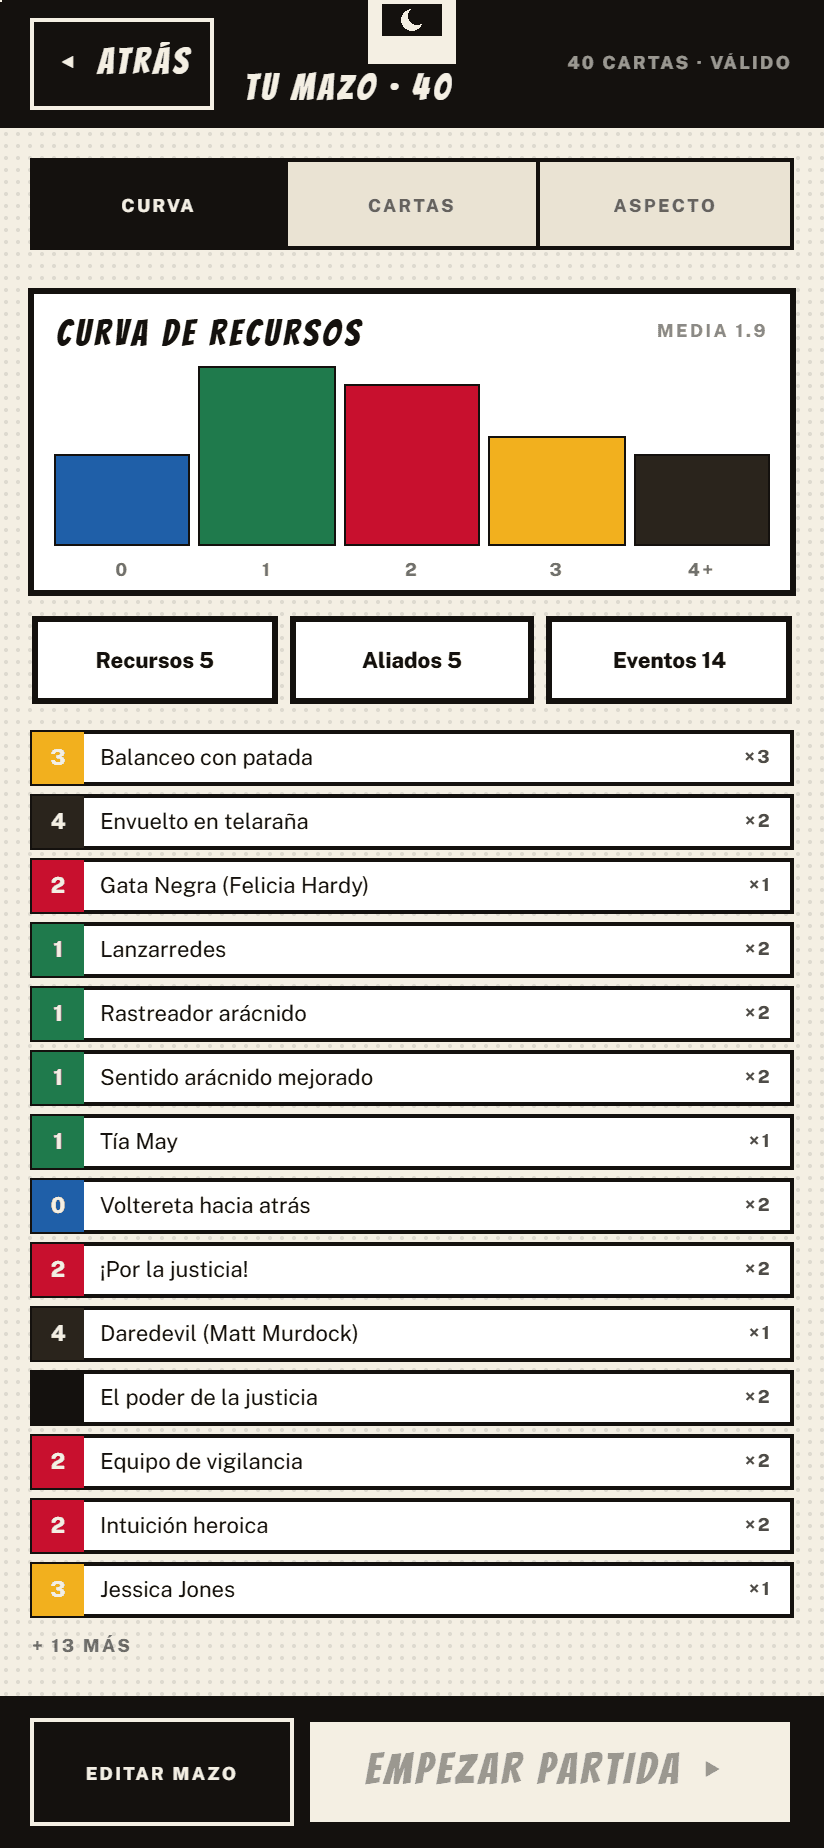 ◄ ATRÁS
TU MAZO · 40
40 CARTAS · VÁLIDO
CURVA
CARTAS
ASPECTO
CURVA DE RECURSOS
MEDIA 1.9
0
1
2
3
4+
Recursos 5
Aliados 5
Eventos 14
3 Balanceo con patada ×3
4 Envuelto en telaraña ×2
2 Gata Negra (Felicia Hardy) ×1
1 Lanzarredes ×2
1 Rastreador arácnido ×2
1 Sentido arácnido mejorado ×2
1 Tía May ×1
0 Voltereta hacia atrás ×2
2 ¡Por la justicia! ×2
4 Daredevil (Matt Murdock) ×1
El poder de la justicia ×2
2 Equipo de vigilancia ×2
2 Intuición heroica ×2
3 Jessica Jones ×1
+ 13 MÁS
EDITAR MAZO
EMPEZAR PARTIDA ►